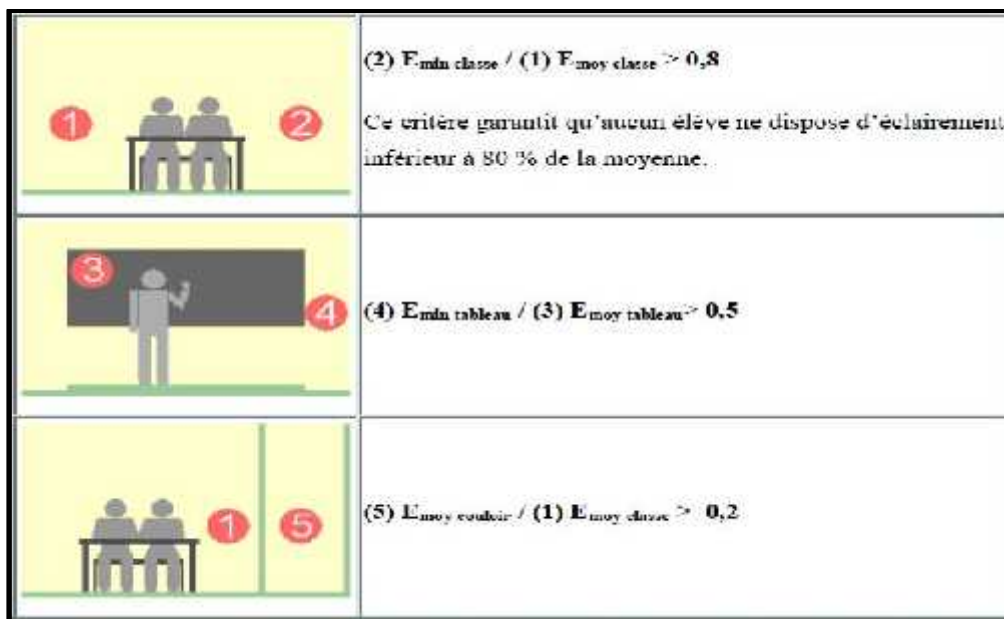 1
2
(2) Emin classe / (1) Emoy classe > 0,8
Ce critère garantit qu'aucun élève ne dispose d'éclairement
inférieur à 80 % de la moyenne.
3
4
(4) Emin tableau / (3) Emoy tableau > 0,5
1
5
(5) Emoy couloir / (1) Emoy classe > 0,2